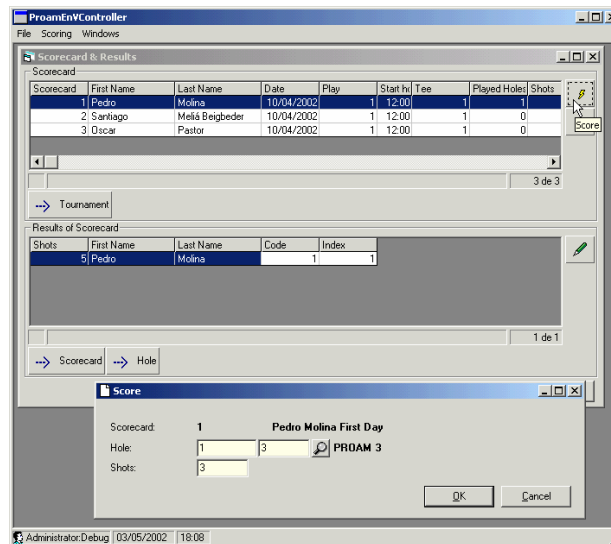 ProamEnVController
File Scoring Windows
Scorecard & Results
Scorecard
Scorecard First Name Last Name Date Play Start ho Tee Played Holes Shots
1 Pedro Molina 10/04/2002 1 12:00 1 1
2 Santiago Meliá Beigbeder 10/04/2002 1 12:00 1 0
3 Oscar Pastor 10/04/2002 1 12:00 1 0
Score
3 de 3
---> Tournament
Results of Scorecard
Shots First Name Last Name Code Index
5 Pedro Molina 1 1
1 de 1
---> Scorecard ---> Hole
Score
Scorecard: 1 Pedro Molina First Day
Hole: 1 3 PROAM 3
Shots: 3
OK Cancel
Administrator:Debug 03/05/2002 18:08